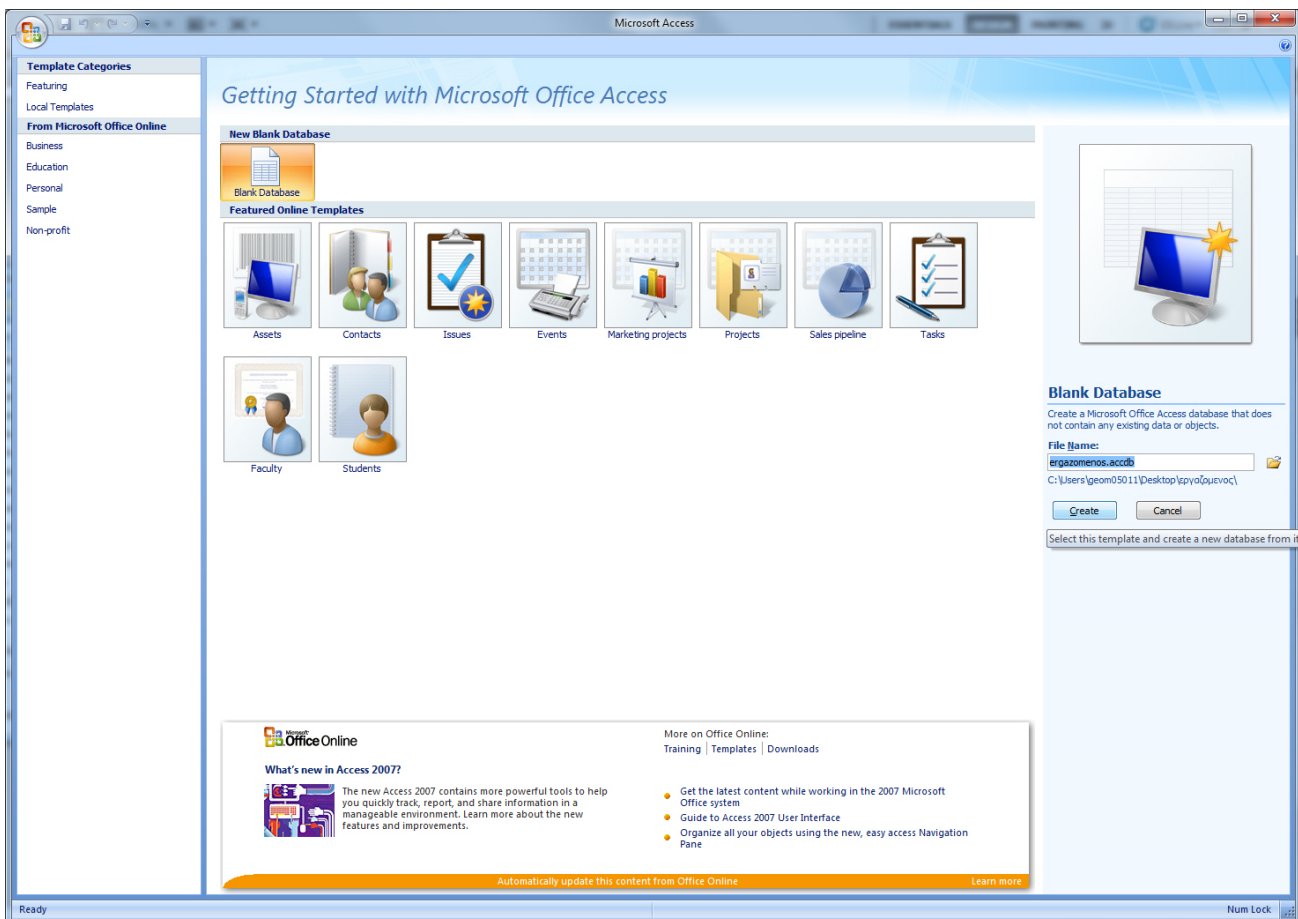 Microsoft Access
Template Categories
Featuring
Local Templates
From Microsoft Office Online
Business
Education
Personal
Sample
Non-profit
Getting Started with Microsoft Office Access
New Blank Database
Blank Database
Featured Online Templates
Assets
Contacts
Issues
Events
Marketing projects
Projects
Sales pipeline
Tasks
Faculty
Students
Blank Database
Create a Microsoft Office Access database that does
not contain any existing data or objects.
File Name:
ergazomenos.accdb
C:\Users\geom05011\Desktop\εργαζομενος\
Create Cancel
Select this template and create a new database from it
Microsoft
Office Online
What's new in Access 2007?
The new Access 2007 contains more powerful tools to help
you quickly track, report, and share information in a
manageable environment. Learn more about the new
features and improvements.
More on Office Online:
Training | Templates | Downloads
Get the latest content while working in the 2007 Microsoft
Office system
Guide to Access 2007 User Interface
Organize all your objects using the new, easy access Navigation
Pane
Automatically update this content from Office Online
Learn more
Ready
Num Lock